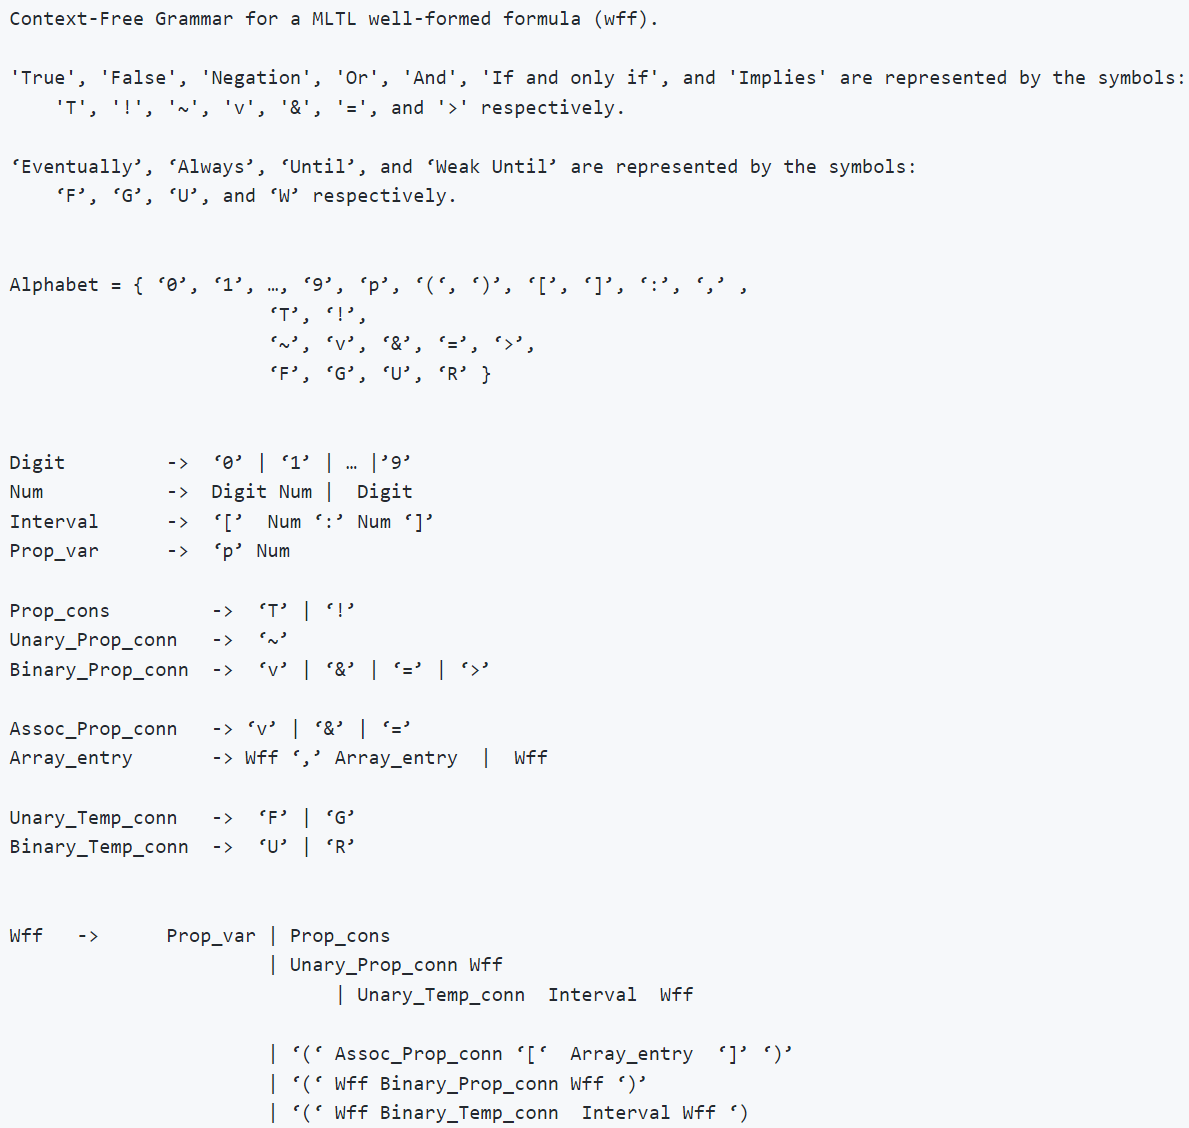 Context-Free Grammar for a MLTL well-formed formula (wff).
'True', 'False', 'Negation', 'Or', 'And', 'If and only if', and 'Implies' are represented by the symbols:
'T', '!', '~', 'v', '&', '=', and '>' respectively.
‘Eventually’, ‘Always’, ‘Until’, and ‘Weak Until’ are represented by the symbols:
‘F’, ‘G’, ‘U’, and ‘W’ respectively.
Alphabet = { ‘0’, ‘1’, …, ‘9’, ‘p’, ‘(‘, ‘)’, ‘[’, ‘]’, ‘:’, ‘,’ ,
‘T’, ‘!’,
‘~’, ‘v’, ‘&’, ‘=’, ‘>’,
‘F’, ‘G’, ‘U’, ‘R’ }
Digit -> ‘0’ | ‘1’ | … |’9’
Num -> Digit Num | Digit
Interval -> ‘[’ Num ‘:’ Num ‘]’
Prop_var -> ‘p’ Num
Prop_cons -> ‘T’ | ‘!’
Unary_Prop_conn -> ‘~’
Binary_Prop_conn -> ‘v’ | ‘&’ | ‘=’ | ‘>’
Assoc_Prop_conn -> ‘v’ | ‘&’ | ‘=’
Array_entry -> Wff ‘,’ Array_entry | Wff
Unary_Temp_conn -> ‘F’ | ‘G’
Binary_Temp_conn -> ‘U’ | ‘R’
Wff -> Prop_var | Prop_cons
| Unary_Prop_conn Wff
| Unary_Temp_conn Interval Wff
| ‘(‘ Assoc_Prop_conn ‘[‘ Array_entry ‘]’ ‘)’
| ‘(‘ Wff Binary_Prop_conn Wff ‘)’
| ‘(‘ Wff Binary_Temp_conn Interval Wff ‘)